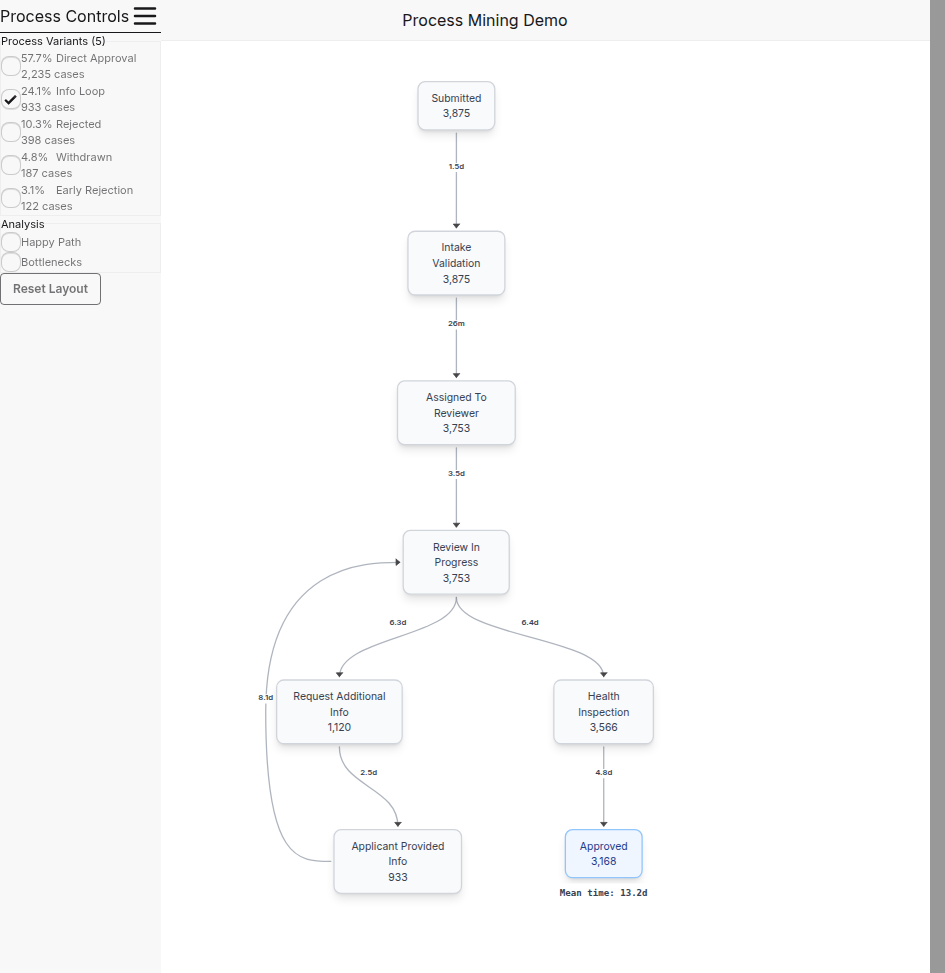 Process Controls
Process Mining Demo
Process Variants (5)
57.7% Direct Approval
2,235 cases
24.1% Info Loop
933 cases
10.3% Rejected
398 cases
4.8% Withdrawn
187 cases
3.1% Early Rejection
122 cases
Analysis
Happy Path
Bottlenecks
Reset Layout
Submitted
3,875
1.5d
Intake
Validation
3,875
26m
Assigned To
Reviewer
3,753
3.5d
Review In
Progress
3,753
6.3d
6.4d
8.1d
Request Additional
Info
1,120
Health
Inspection
3,566
2.5d
4.8d
Applicant Provided
Info
933
Approved
3,168
Mean time: 13.2d